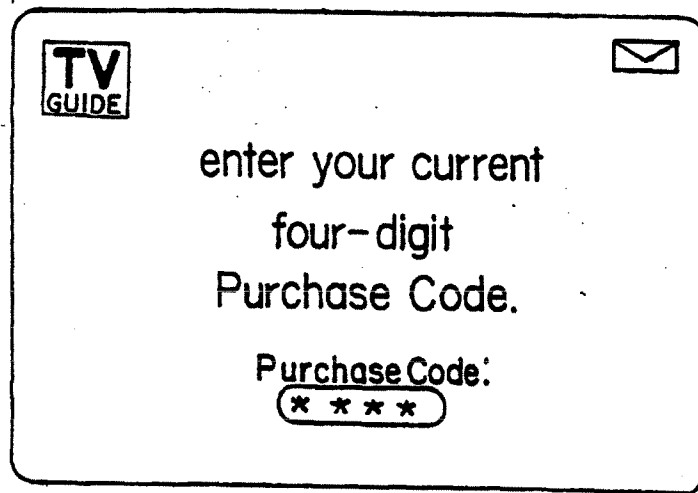 TV
GUIDE
enter your current
four-digit
Purchase Code.
Purchase Code:
* * * *